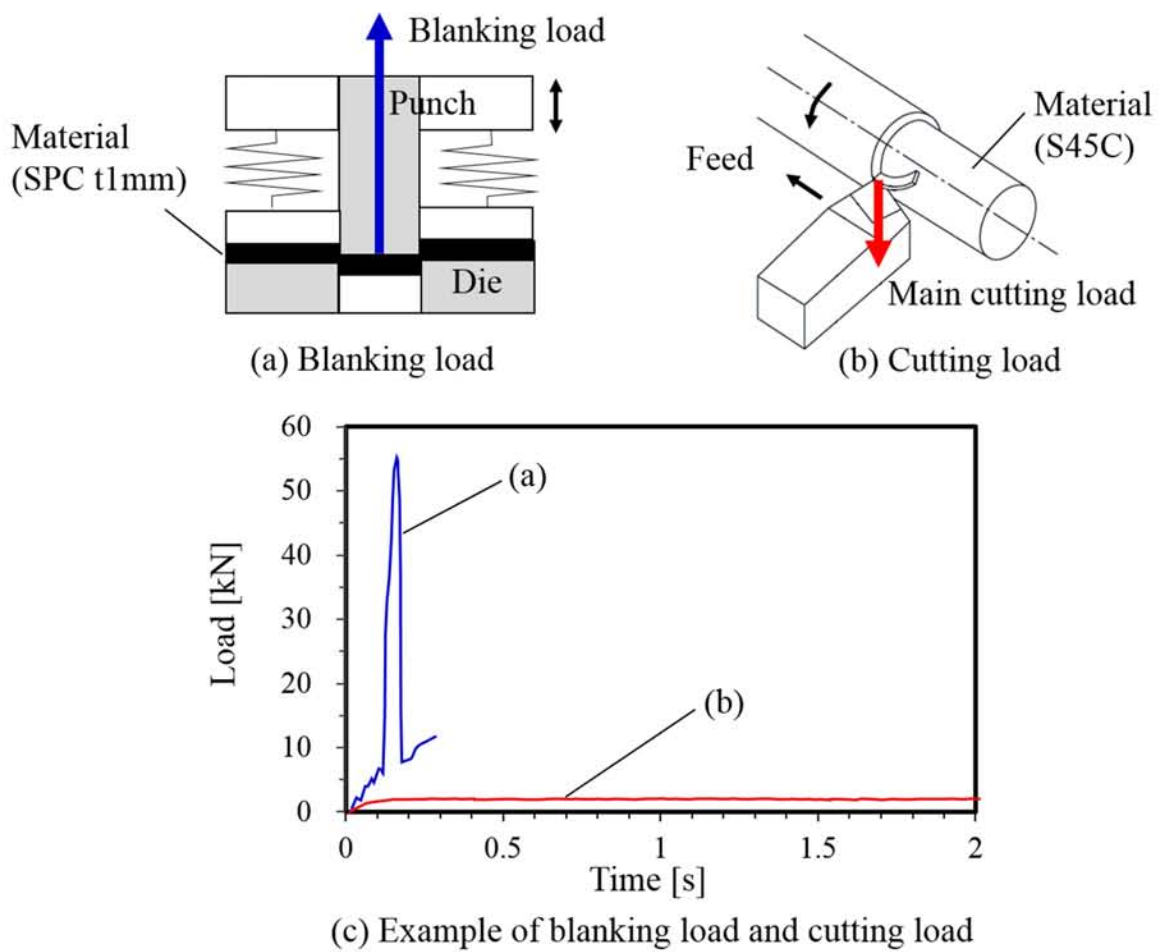 Blanking load
Punch
Material
(SPC t1mm)
Die
(a) Blanking load
Material
(S45C)
Feed
Main cutting load
(b) Cutting load
60
50
40
30
20
10
0
Load [kN]
(a)
(b)
0
0.5
1
1.5
2
Time [s]
(c) Example of blanking load and cutting load